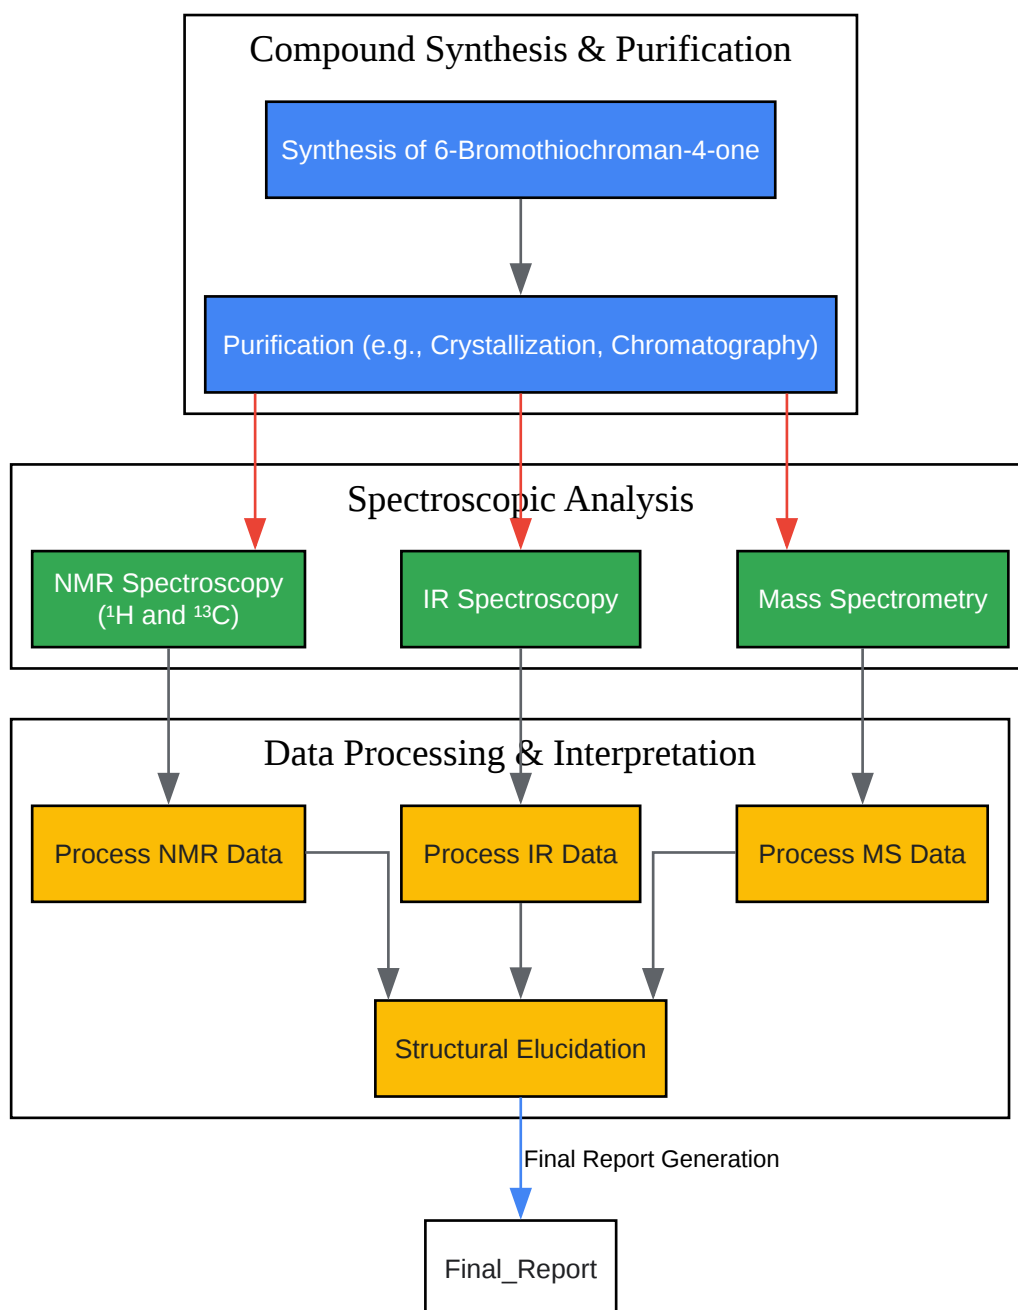 Compound Synthesis & Purification
Synthesis of 6-Bromothiochroman-4-one
Purification (e.g., Crystallization, Chromatography)
Spectroscopic Analysis
NMR Spectroscopy
(¹H and ¹³C)
IR Spectroscopy
Mass Spectrometry
Data Processing & Interpretation
Process NMR Data
Process IR Data
Process MS Data
Structural Elucidation
Final Report Generation
Final_Report